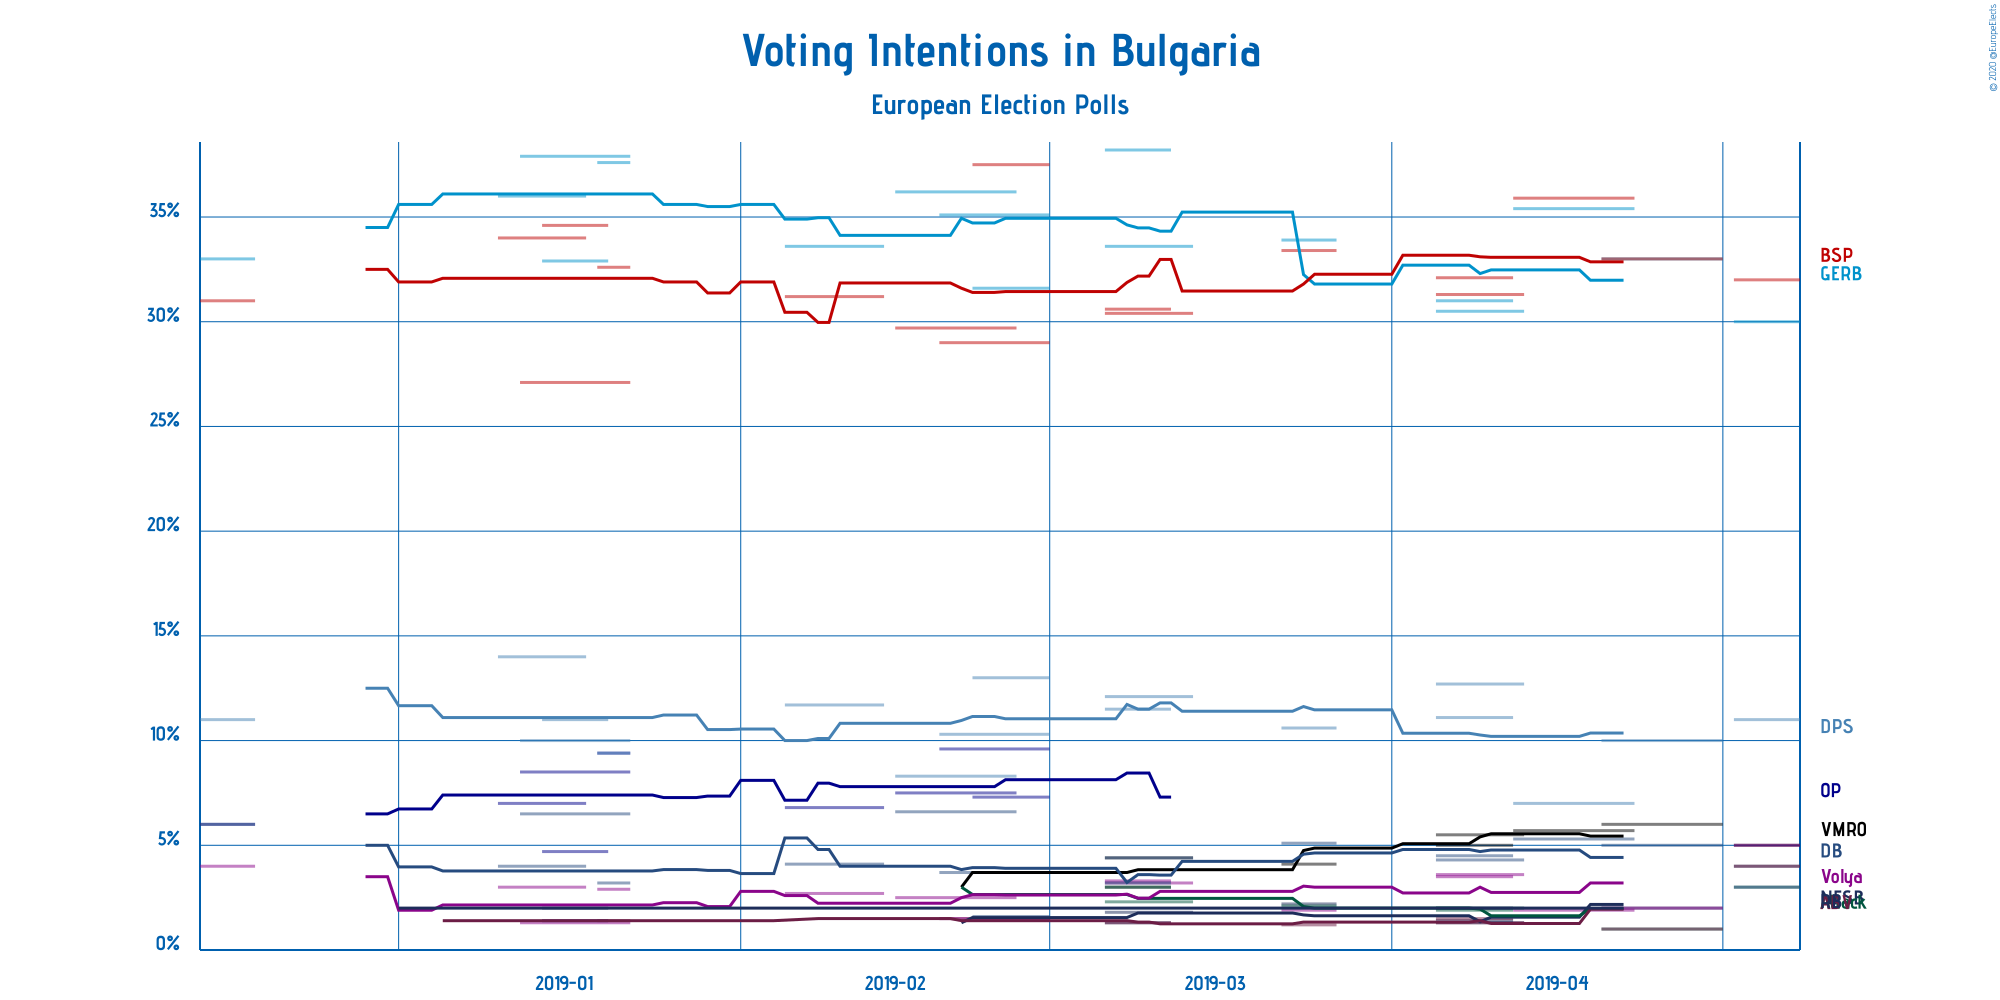 © 2020 @EuropeElects
Voting Intentions in Bulgaria
European Election Polls
35%
30%
25%
20%
15%
10%
5%
0%
BSP
GERB
DPS
OP
VMRO
DB
Volya
2019-01
2019-02
2019-03
2019-04